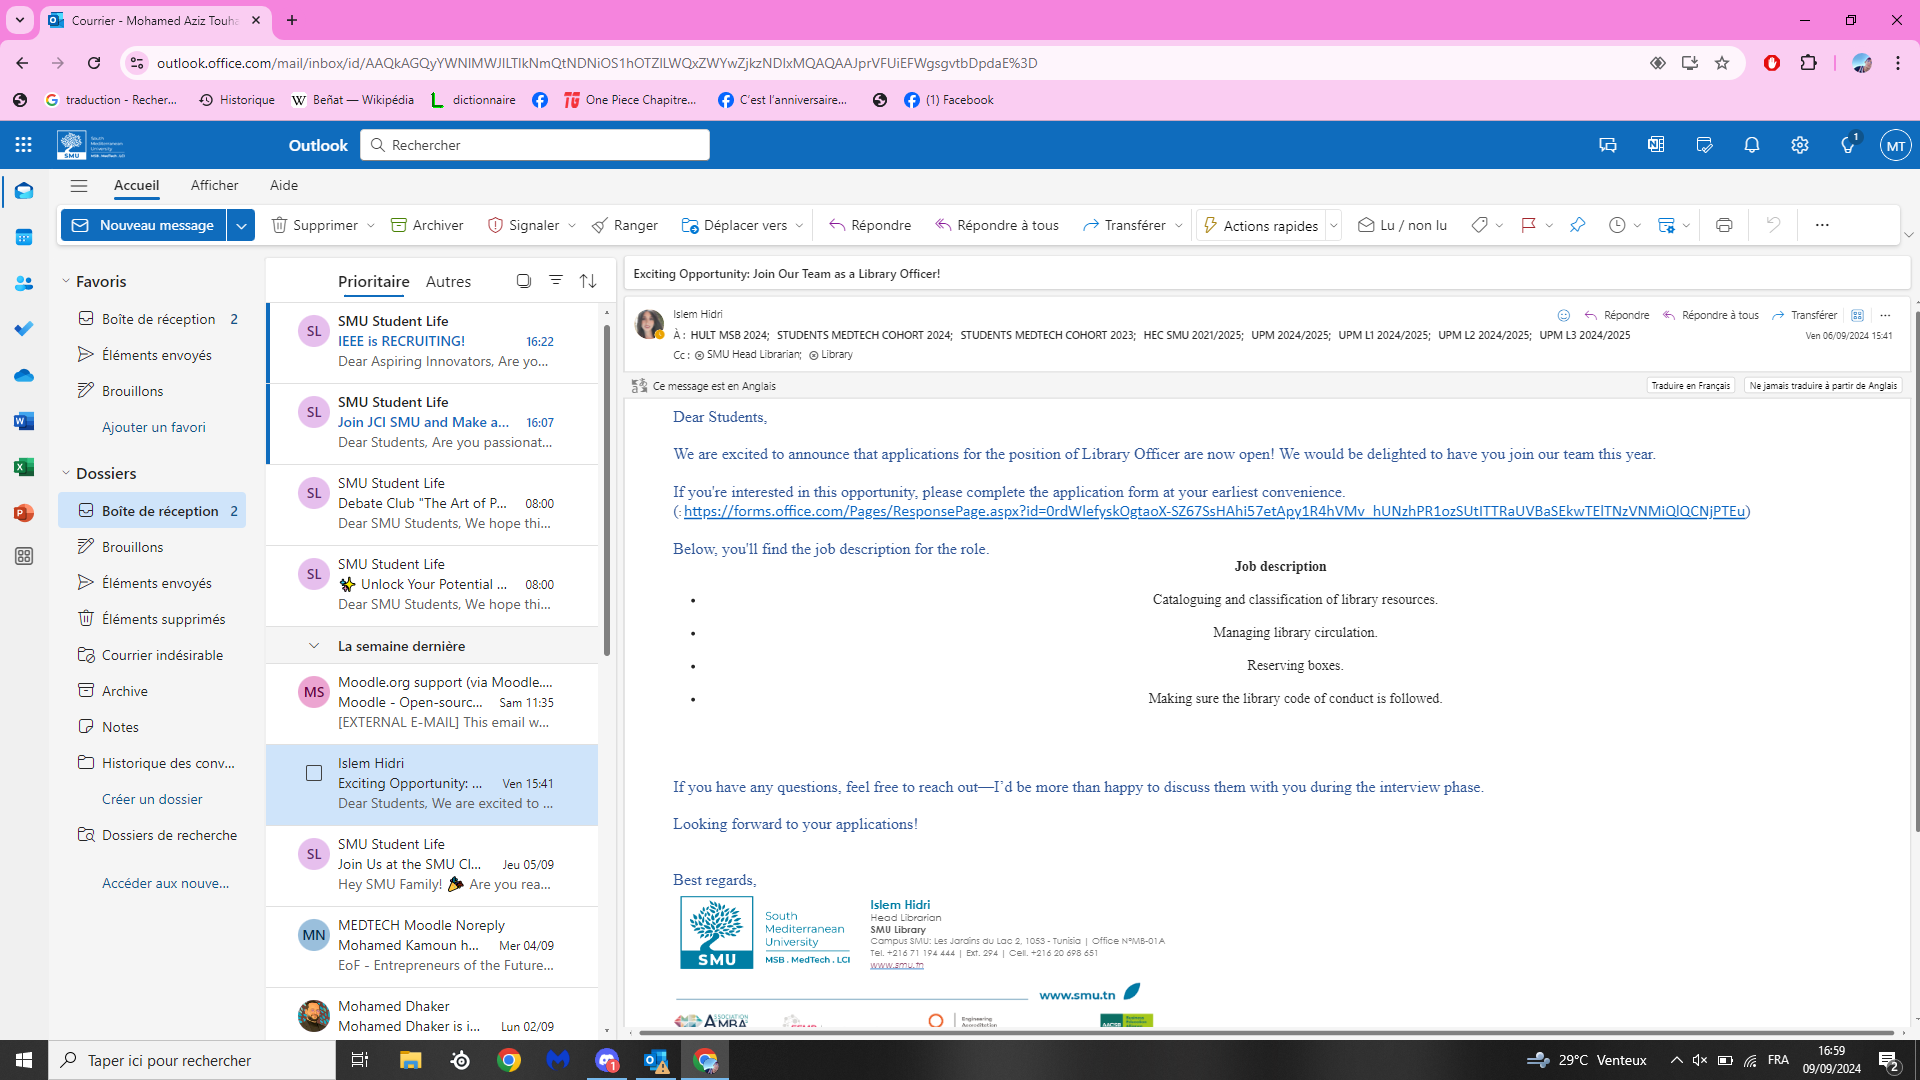 Courrier - Mohamed Aziz Touha
outlook.office.com/mail/inbox/id/AAQkAGQyYWNlMWJlLTlkNmQtNDNiOS1hOTZlLWQxZWYwZjkzNDIxMQAQAAJprVFUiEFWgsgvtbDpdaE%3D
traduction - Recher...
Historique
Beñat — Wikipédia
dictionnaire
One Piece Chapitre...
C'est l'anniversaire...
(1) Facebook
South Mediterranean University
SMU MSB. MedTech. LCI
Outlook
Rechercher
1
MT
Accueil
Afficher
Aide
Nouveau message
Supprimer
Archiver
Signaler
Ranger
Déplacer vers
Répondre
Répondre à tous
Transférer
Actions rapides
Lu / non lu
Favoris
Boîte de réception 2
Éléments envoyés
Brouillons
Ajouter un favori
Dossiers
Boîte de réception 2
Brouillons
Éléments envoyés
Éléments supprimés
Courrier indésirable
Archive
Notes
Historique des conv...
Créer un dossier
Dossiers de recherche
Accéder aux nouve...
Prioritaire
Autres
SL
SMU Student Life
IEEE is RECRUITING! 16:22
Dear Aspiring Innovators, Are yo...
SL
SMU Student Life
Join JCI SMU and Make a... 16:07
Dear Students, Are you passionat...
SL
SMU Student Life
Debate Club "The Art of P... 08:00
Dear SMU Students, We hope thi...
SL
SMU Student Life
Unlock Your Potential ... 08:00
Dear SMU Students, We hope thi...
La semaine dernière
MS
Moodle.org support (via Moodle....
Moodle - Open-sourc... Sam 11:35
[EXTERNAL E-MAIL] This email w...
Islem Hidri
Exciting Opportunity: ... Ven 15:41
Dear Students, We are excited to ...
SL
SMU Student Life
Join Us at the SMU Cl... Jeu 05/09
Hey SMU Family! Are you rea...
MN
MEDTECH Moodle Noreply
Mohamed Kamoun h... Mer 04/09
EoF - Entrepreneurs of the Future...
Mohamed Dhaker
Mohamed Dhaker is i... Lun 02/09
Exciting Opportunity: Join Our Team as a Library Officer!
Islem Hidri
Répondre
Répondre à tous
Transférer
À : HULT MSB 2024; STUDENTS MEDTECH COHORT 2024; STUDENTS MEDTECH COHORT 2023; HEC SMU 2021/2025; UPM 2024/2025; UPM L1 2024/2025; UPM L2 2024/2025; UPM L3 2024/2025
Ven 06/09/2024 15:41
Cc : SMU Head Librarian; Library
Ce message est en Anglais
Traduire en Français
Ne jamais traduire à partir de Anglais
Dear Students,
We are excited to announce that applications for the position of Library Officer are now open! We would be delighted to have you join our team this year.
If you're interested in this opportunity, please complete the application form at your earliest convenience.
(: https://forms.office.com/Pages/ResponsePage.aspx?id=0rdWlefyskOgtaoX-SZ67SsHAhi57etApy1R4hVMv_hUNzhPR1ozSUtITTRaUVBaSEkwTElTNzVNMiQlQCNjPTEu)
Below, you'll find the job description for the role.
Job description
• Cataloguing and classification of library resources.
• Managing library circulation.
• Reserving boxes.
• Making sure the library code of conduct is followed.
If you have any questions, feel free to reach out—I'd be more than happy to discuss them with you during the interview phase.
Looking forward to your applications!
Best regards,
South
Mediterranean
University
SMU
MSB . MedTech . LCI
Islem Hidri
Head Librarian
SMU Library
Campus SMU: Les Jardins du Lac 2, 1053 - Tunisia | Office N°MB-01A
Tel. +216 71 194 444 | Ext. 294 | Cell. +216 20 698 651
www.smu.tn
www.smu.tn
ASSOCIATION AMBA
Engineering Accreditation
AACSB
Taper ici pour rechercher
1
29°C Venteux
FRA
16:59
09/09/2024
2